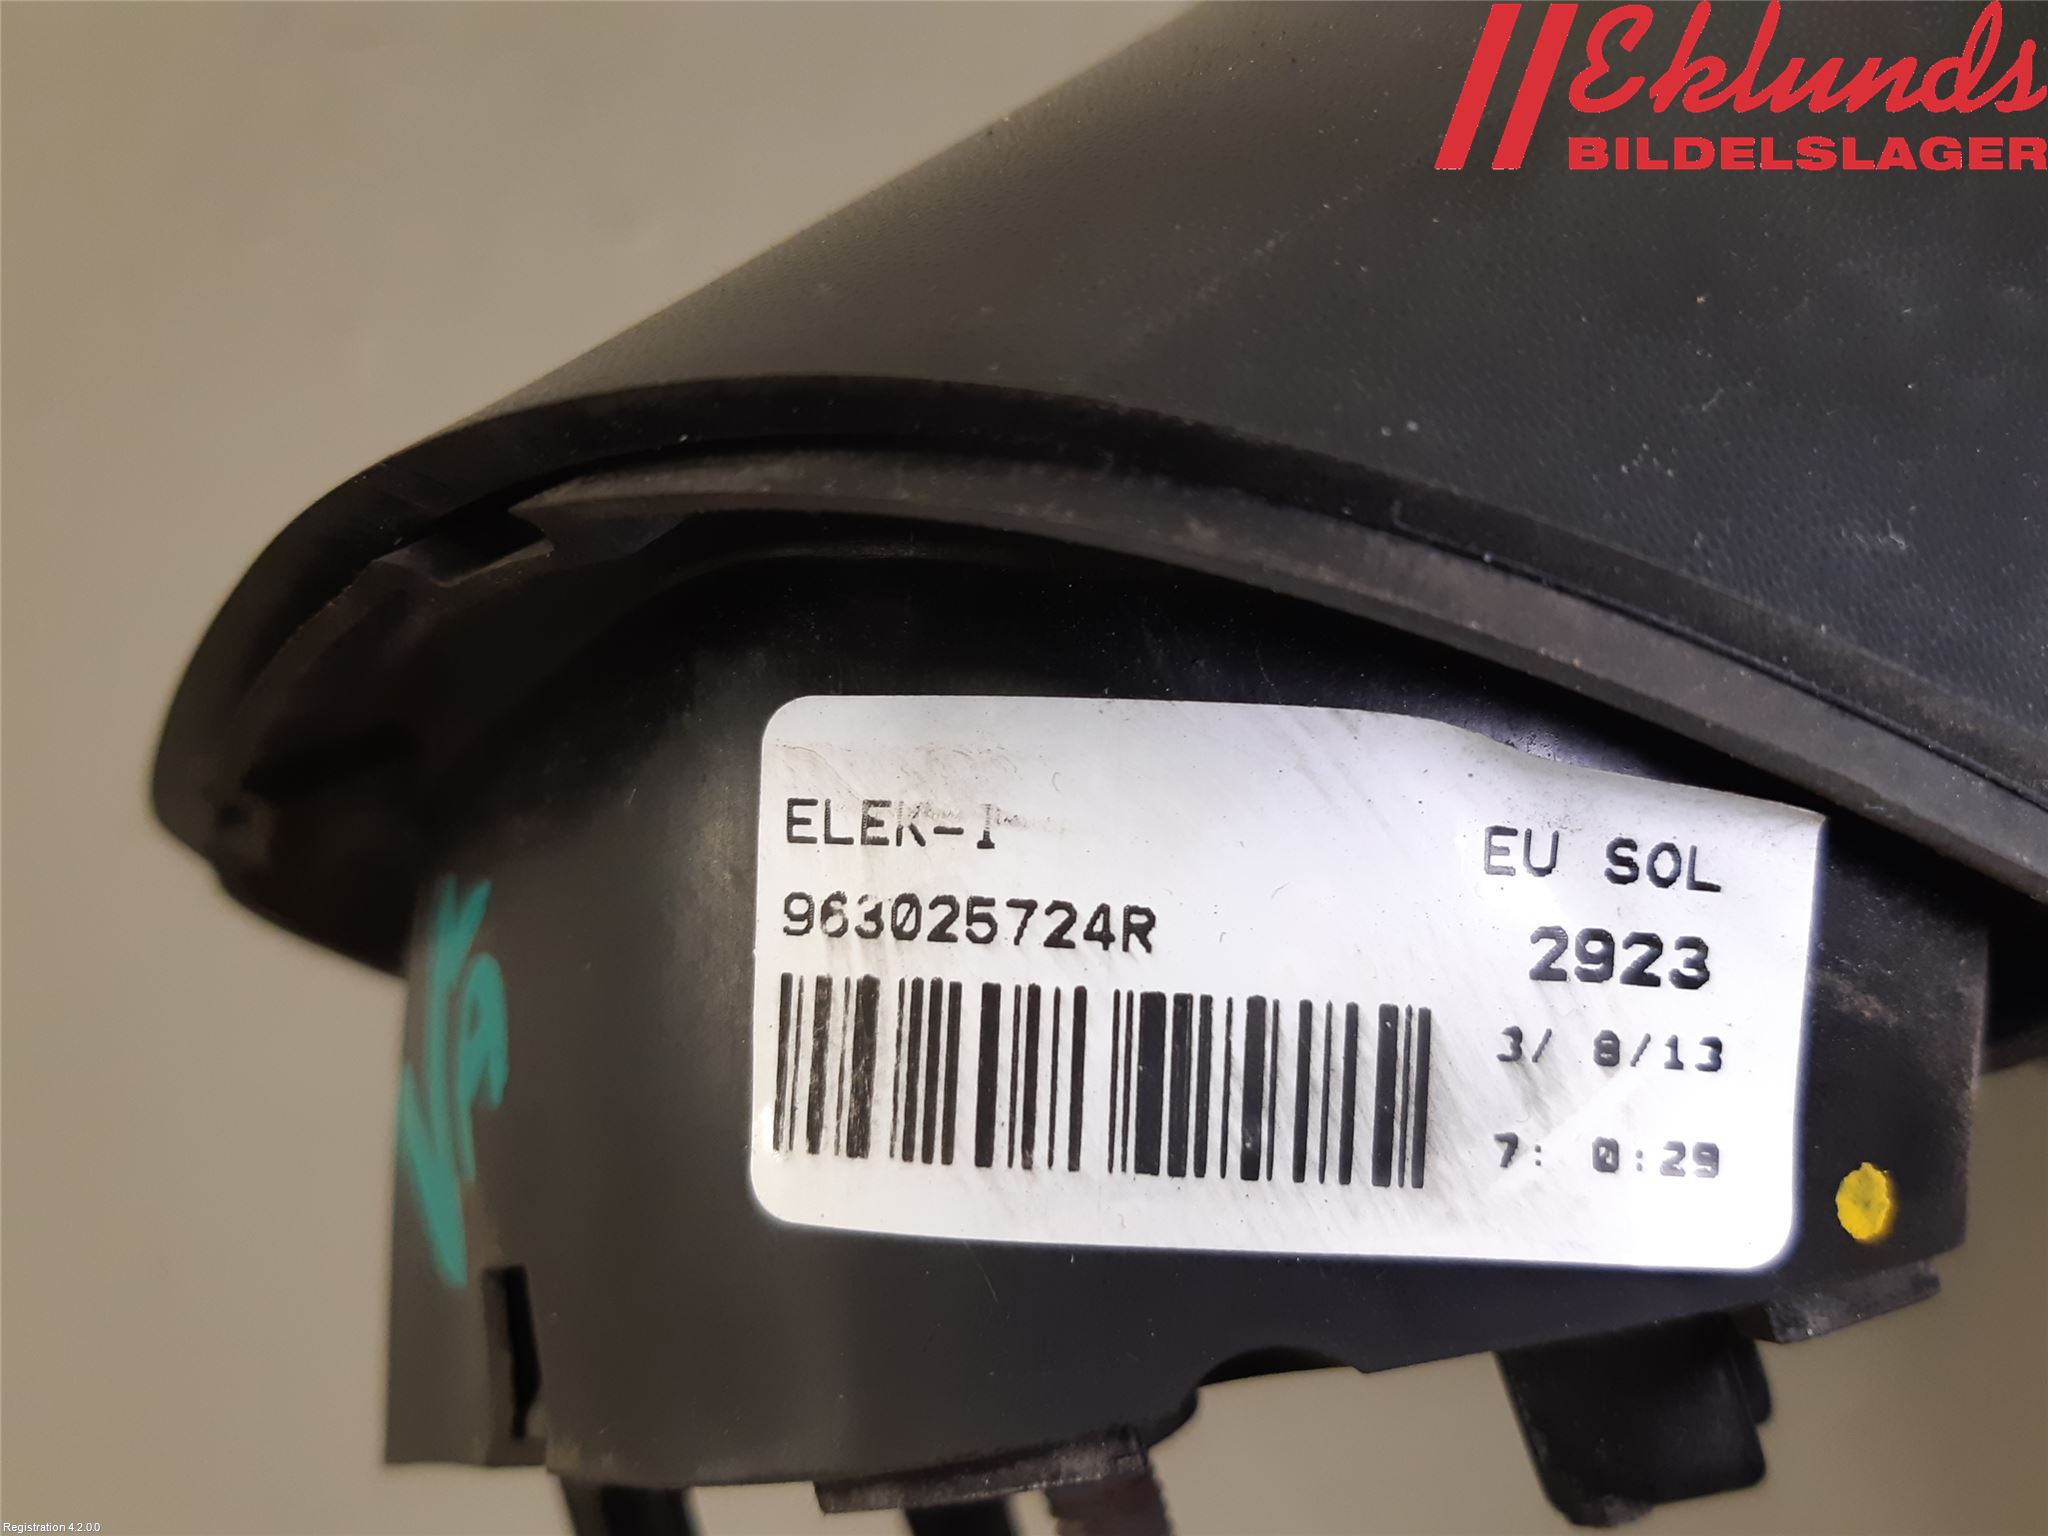 Eklunds
BILDELSLAGER
ELEK-I
963025724R
EU SOL
2923
3/ 8/13
7: 0:29
Registration 4.2.0.0